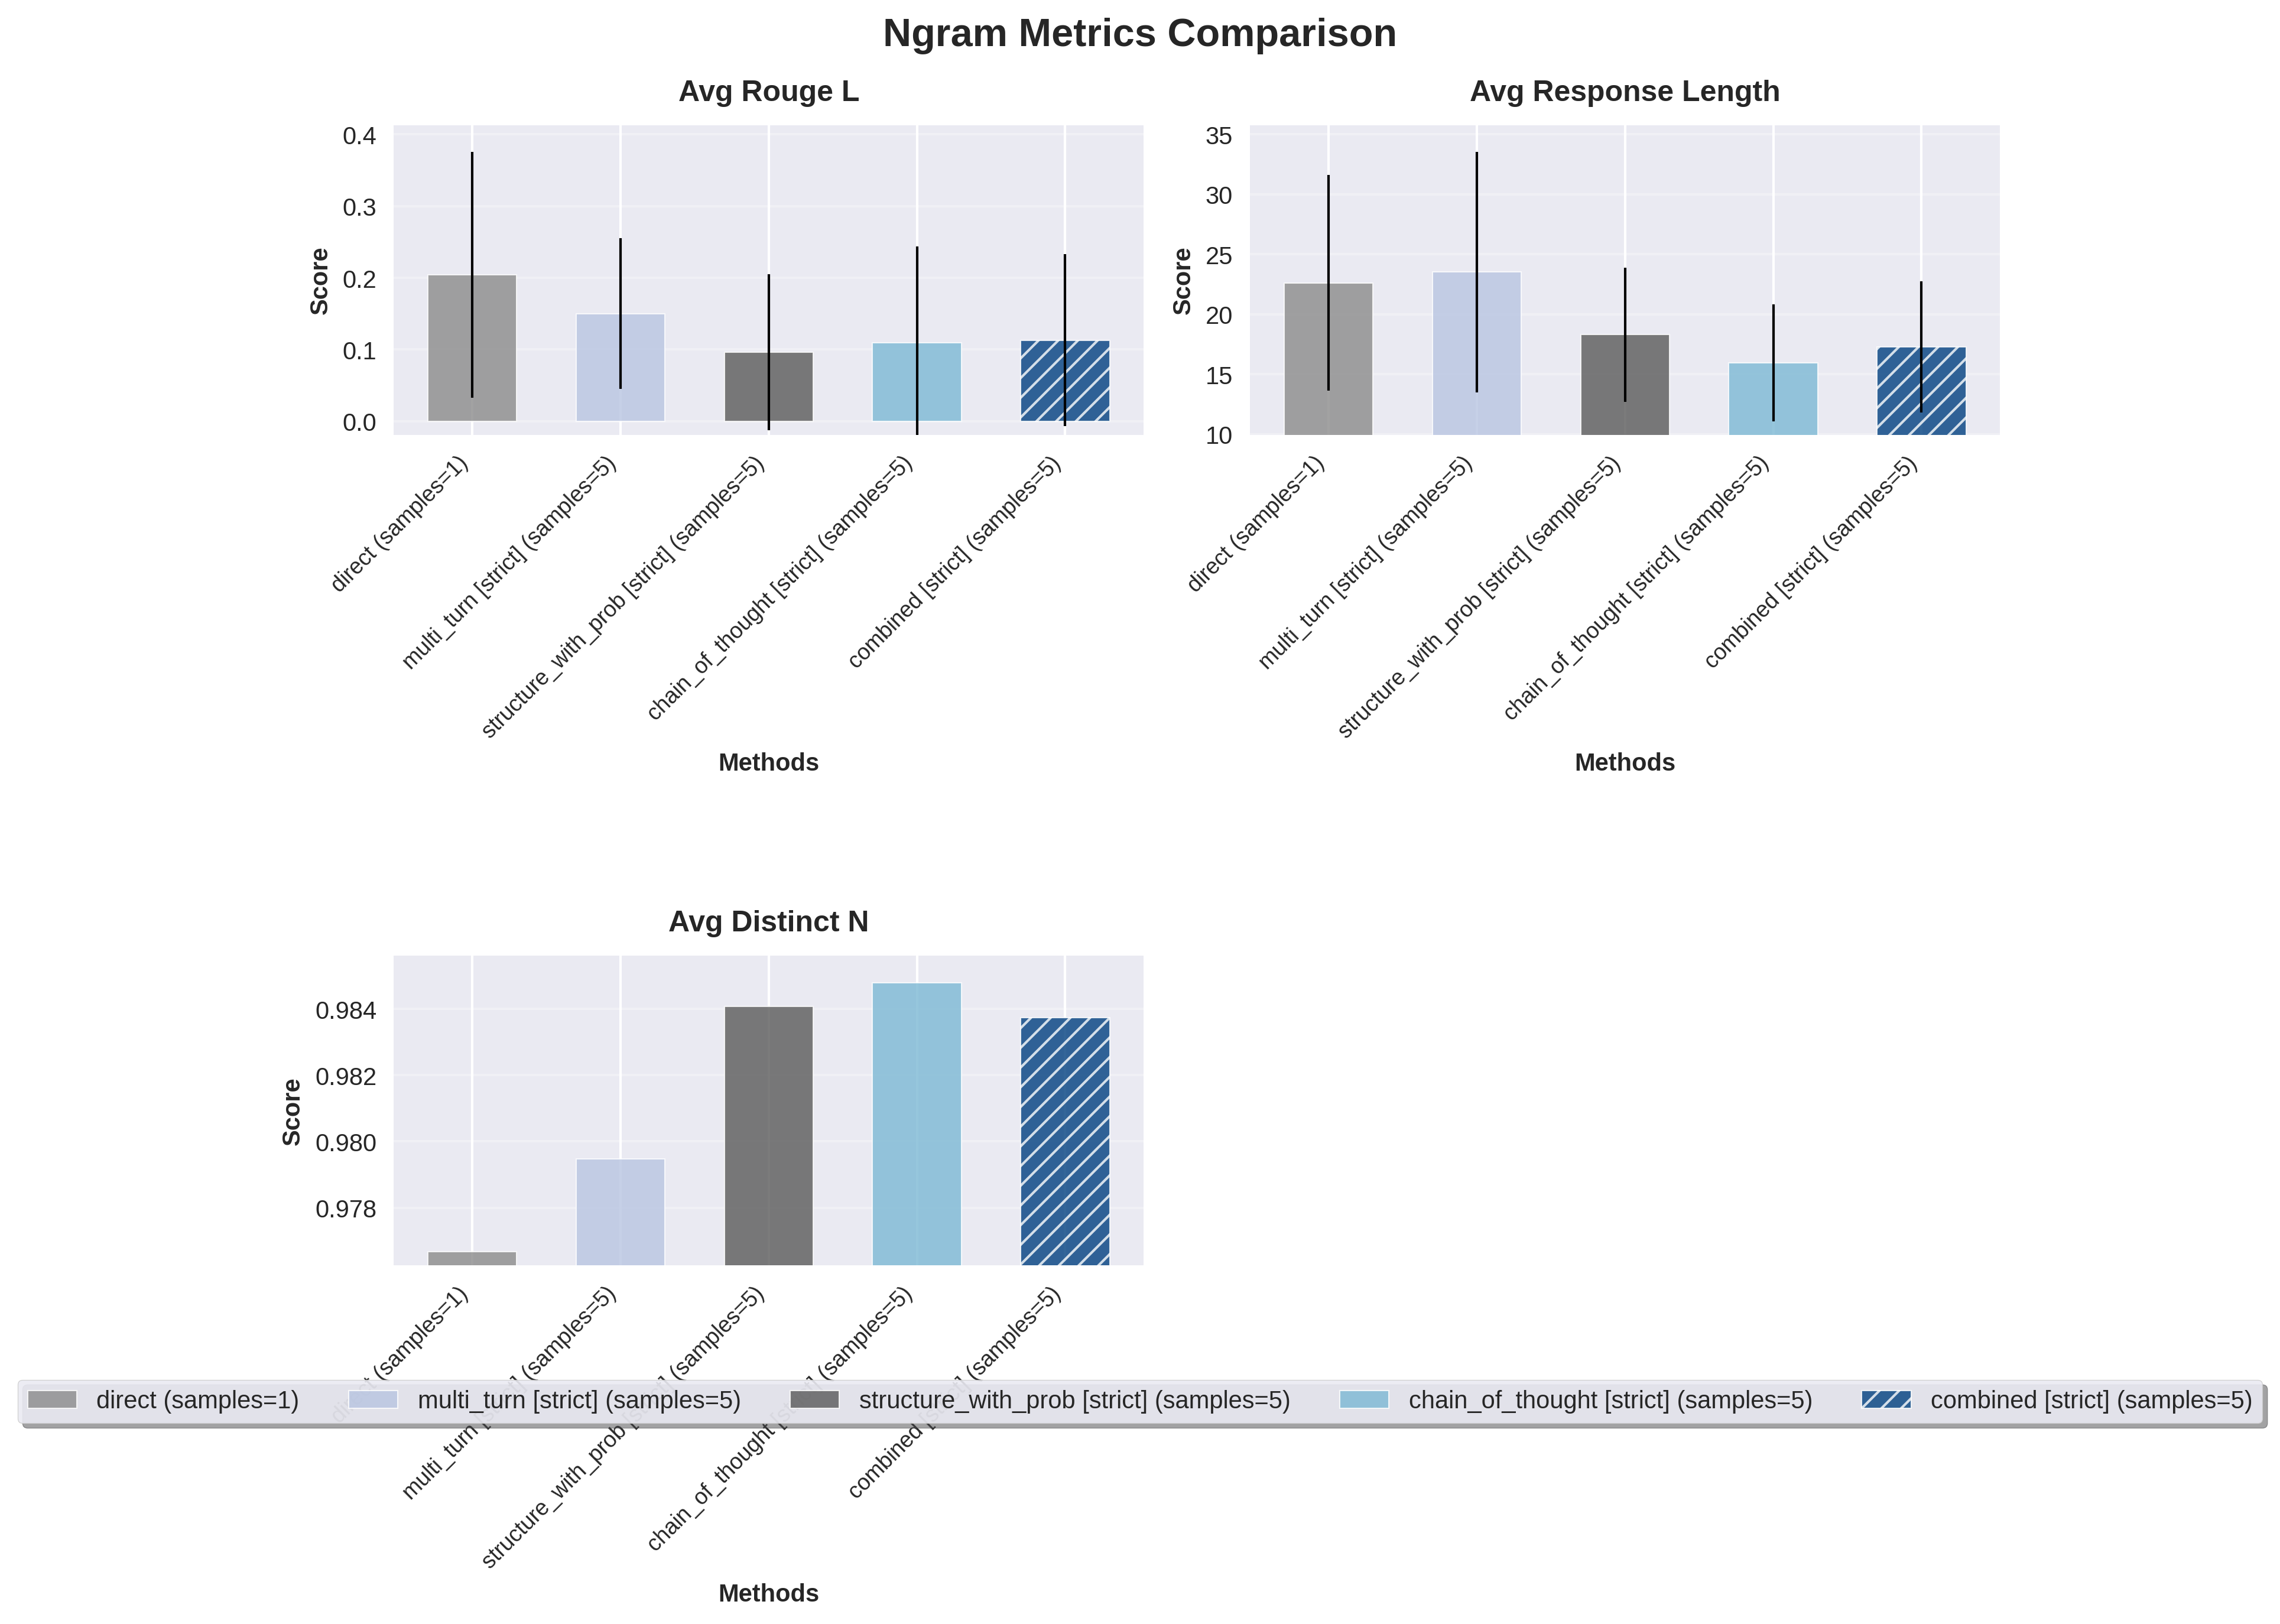 Ngram Metrics Comparison
Avg Rouge L
0.4
0.3
0.2
0.1
0.0
Score
direct (samples=1)
multi_turn [strict] (samples=5)
structure_with_prob [strict] (samples=5)
chain_of_thought [strict] (samples=5)
combined [strict] (samples=5)
Methods
Avg Response Length
35
30
25
20
15
10
Score
direct (samples=1)
multi_turn [strict] (samples=5)
structure_with_prob [strict] (samples=5)
chain_of_thought [strict] (samples=5)
combined [strict] (samples=5)
Methods
Avg Distinct N
0.984
0.982
0.980
0.978
Score
direct (samples=1)
multi_turn [strict] (samples=5)
structure_with_prob [strict] (samples=5)
chain_of_thought [strict] (samples=5)
combined [strict] (samples=5)
Methods
direct (samples=1)
multi_turn [strict] (samples=5)
structure_with_prob [strict] (samples=5)
chain_of_thought [strict] (samples=5)
combined [strict] (samples=5)